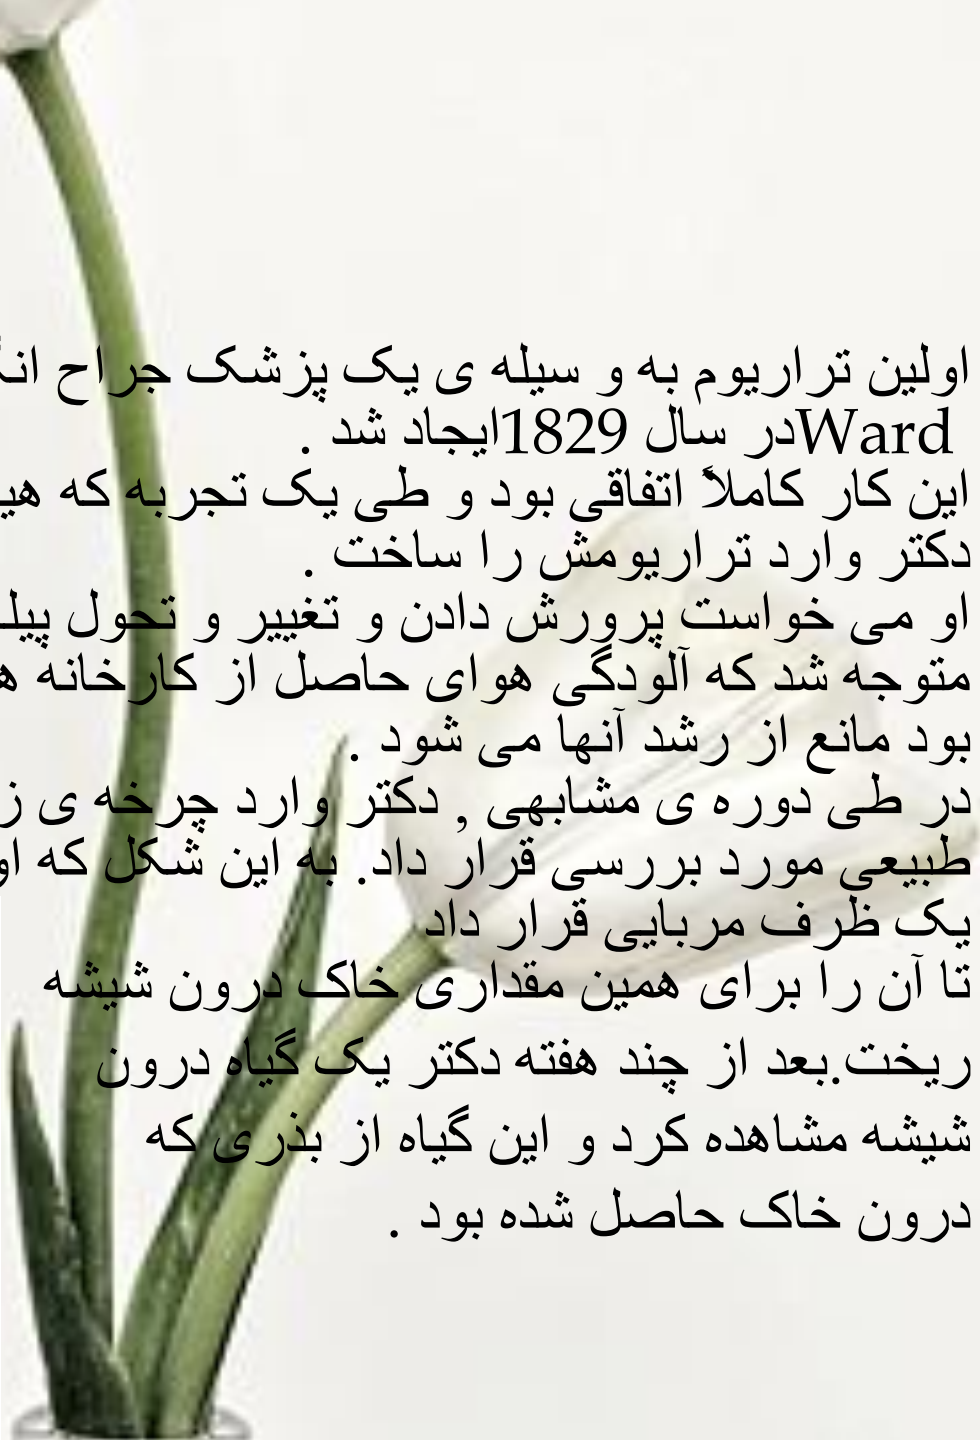 اولین تراریوم به و سیله ی یک پزشک جراح
Ward در سال 1829ایجاد شد .
این کار کاملاً اتفاقی بود و طی یک تجربه که
دکتر وارد تراریومش را ساخت .
او می خواست پرورش دادن و تغییر و تحول
متوجه شد که آلودگی هوای حاصل از کارخانه
بود مانع از رشد آنها می شود .
در طی دوره ی مشابهی , دکتر وارد چرخه ی
طبیعي مورد بررسی قرار داد. به این شکل که
یک ظرف مربایی قرار داد
تا آن را برای همین مقداری خاک درون شیشه
ریخت.بعد از چند هفته دکتر یک گیاه درون
شیشه مشاهده کرد و این گیاه از بذری که
درون خاک حاصل شده بود .